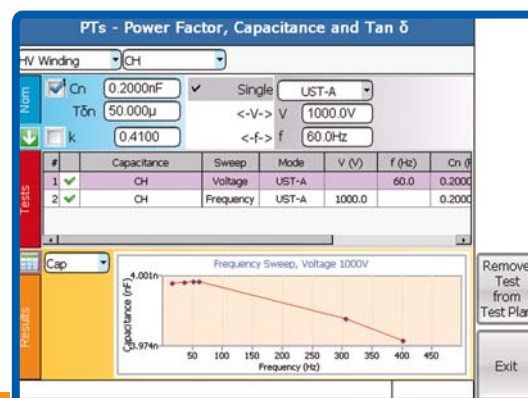 PTs - Power Factor, Capacitance and Tan δ
HV Winding CH
Nom
Cn 0.2000nF Single UST-A
Tδn 50.000µ <-V-> V 1000.0V
k 0.4100 <-f-> f 60.0Hz
Tests
# Capacitance Sweep Mode V (V) f (Hz) Cn (F
1 CH Voltage UST-A 60.0 0.2000
2 CH Frequency UST-A 1000.0 0.2000
Results
Cap
Frequency Sweep, Voltage 1000V
4.001n
Capacitance (nF)
3.974n
50 100 150 200 250 300 350 400 450
Frequency (Hz)
Remove
Test
from
Test Plan
Exit